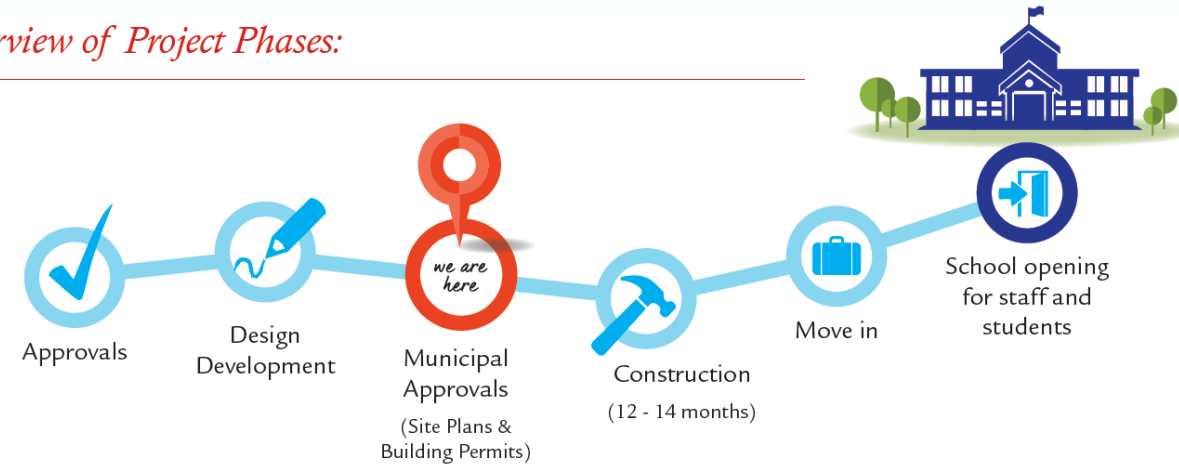 of Project Phases:
we are
here
Approvals
Design
Development
Municipal
Approvals
(Site Plans &
Building Permits)
Construction
(12 - 14 months)
Move in
School opening
for staff and
students